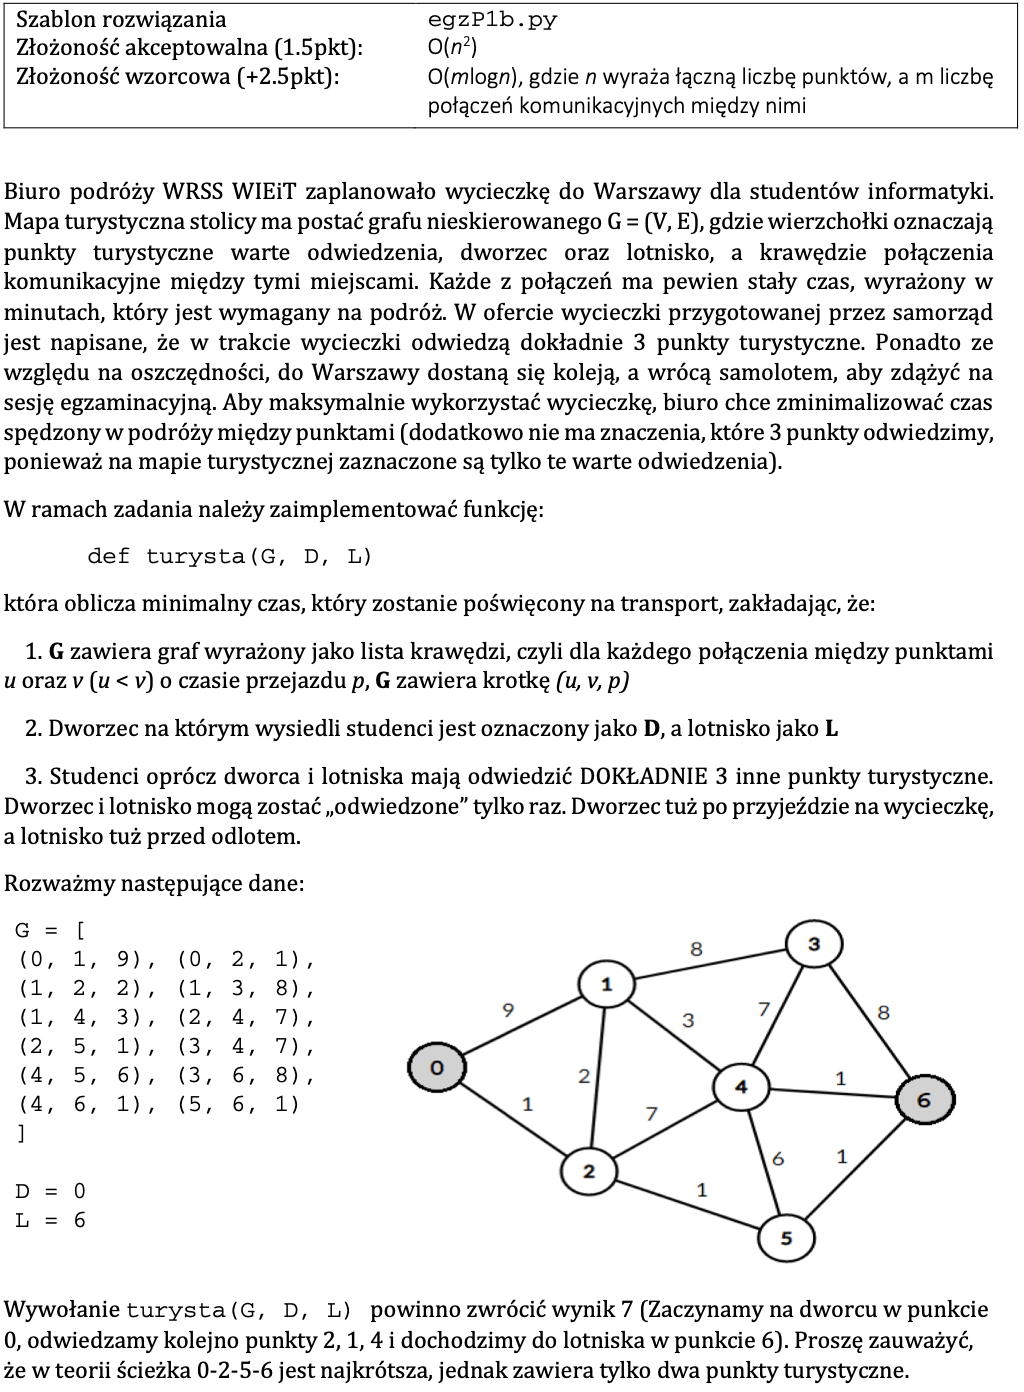 Szablon rozwiązania egzP1b.py
Złożoność akceptowalna (1.5pkt): O(n²)
Złożoność wzorcowa (+2.5pkt): O(mlogn), gdzie n wyraża łączną liczbę punktów, a m liczbę
połączeń komunikacyjnych między nimi
Biuro podróży WRSS WIEiT zaplanowało wycieczkę do Warszawy dla studentów informatyki.
Mapa turystyczna stolicy ma postać grafu nieskierowanego G = (V, E), gdzie wierzchołki oznaczają
punkty turystyczne warte odwiedzenia, dworzec oraz lotnisko, a krawędzie połączenia
komunikacyjne między tymi miejscami. Każde z połączeń ma pewien stały czas, wyrażony w
minutach, który jest wymagany na podróż. W ofercie wycieczki przygotowanej przez samorząd
jest napisane, że w trakcie wycieczki odwiedzą dokładnie 3 punkty turystyczne. Ponadto ze
względu na oszczędności, do Warszawy dostaną się koleją, a wrócą samolotem, aby zdążyć na
sesję egzaminacyjną. Aby maksymalnie wykorzystać wycieczkę, biuro chce zminimalizować czas
spędzony w podróży między punktami (dodatkowo nie ma znaczenia, które 3 punkty odwiedzimy,
ponieważ na mapie turystycznej zaznaczone są tylko te warte odwiedzenia).
W ramach zadania należy zaimplementować funkcję:
def turysta(G, D, L)
która oblicza minimalny czas, który zostanie poświęcony na transport, zakładając, że:
1. G zawiera graf wyrażony jako lista krawędzi, czyli dla każdego połączenia między punktami
u oraz v (u < v) o czasie przejazdu p, G zawiera krotkę (u, v, p)
2. Dworzec na którym wysiedli studenci jest oznaczony jako D, a lotnisko jako L
3. Studenci oprócz dworca i lotniska mają odwiedzić DOKŁADNIE 3 inne punkty turystyczne.
Dworzec i lotnisko mogą zostać „odwiedzone” tylko raz. Dworzec tuż po przyjeździe na wycieczkę,
a lotnisko tuż przed odlotem.
Rozważmy następujące dane:
G = [
(0, 1, 9), (0, 2, 1),
(1, 2, 2), (1, 3, 8),
(1, 4, 3), (2, 4, 7),
(2, 5, 1), (3, 4, 7),
(4, 5, 6), (3, 6, 8),
(4, 6, 1), (5, 6, 1)
]
D = 0
L = 6
3
8
1
9
3
7
8
0
2
4
1
6
1
7
2
6
1
1
5
Wywołanie turysta(G, D, L) powinno zwrócić wynik 7 (Zaczynamy na dworcu w punkcie
0, odwiedzamy kolejno punkty 2, 1, 4 i dochodzimy do lotniska w punkcie 6). Proszę zauważyć,
że w teorii ścieżka 0-2-5-6 jest najkrótsza, jednak zawiera tylko dwa punkty turystyczne.